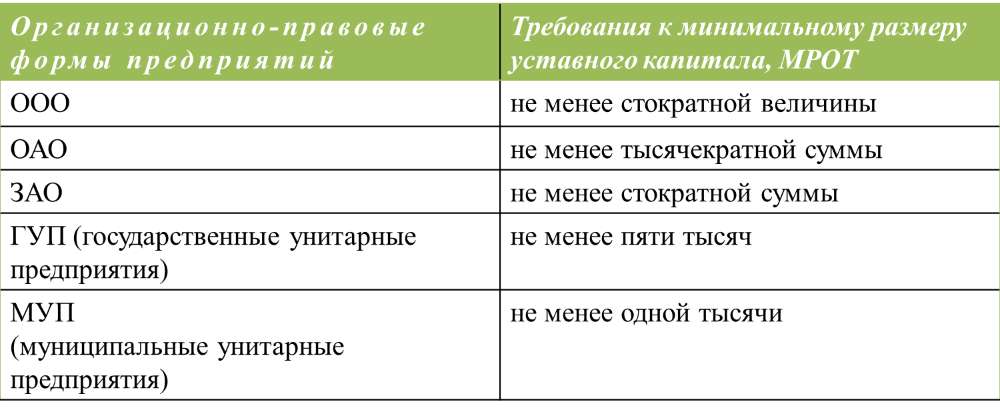 Организационно-правовые
формы предприятий
Требования к минимальному размеру
уставного капитала, МРОТ
ООО
не менее стократной величины
ОАО
не менее тысячекратной суммы
ЗАО
не менее стократной суммы
ГУП (государственные унитарные
предприятия)
не менее пяти тысяч
МУП
(муниципальные унитарные
предприятия)
не менее одной тысячи